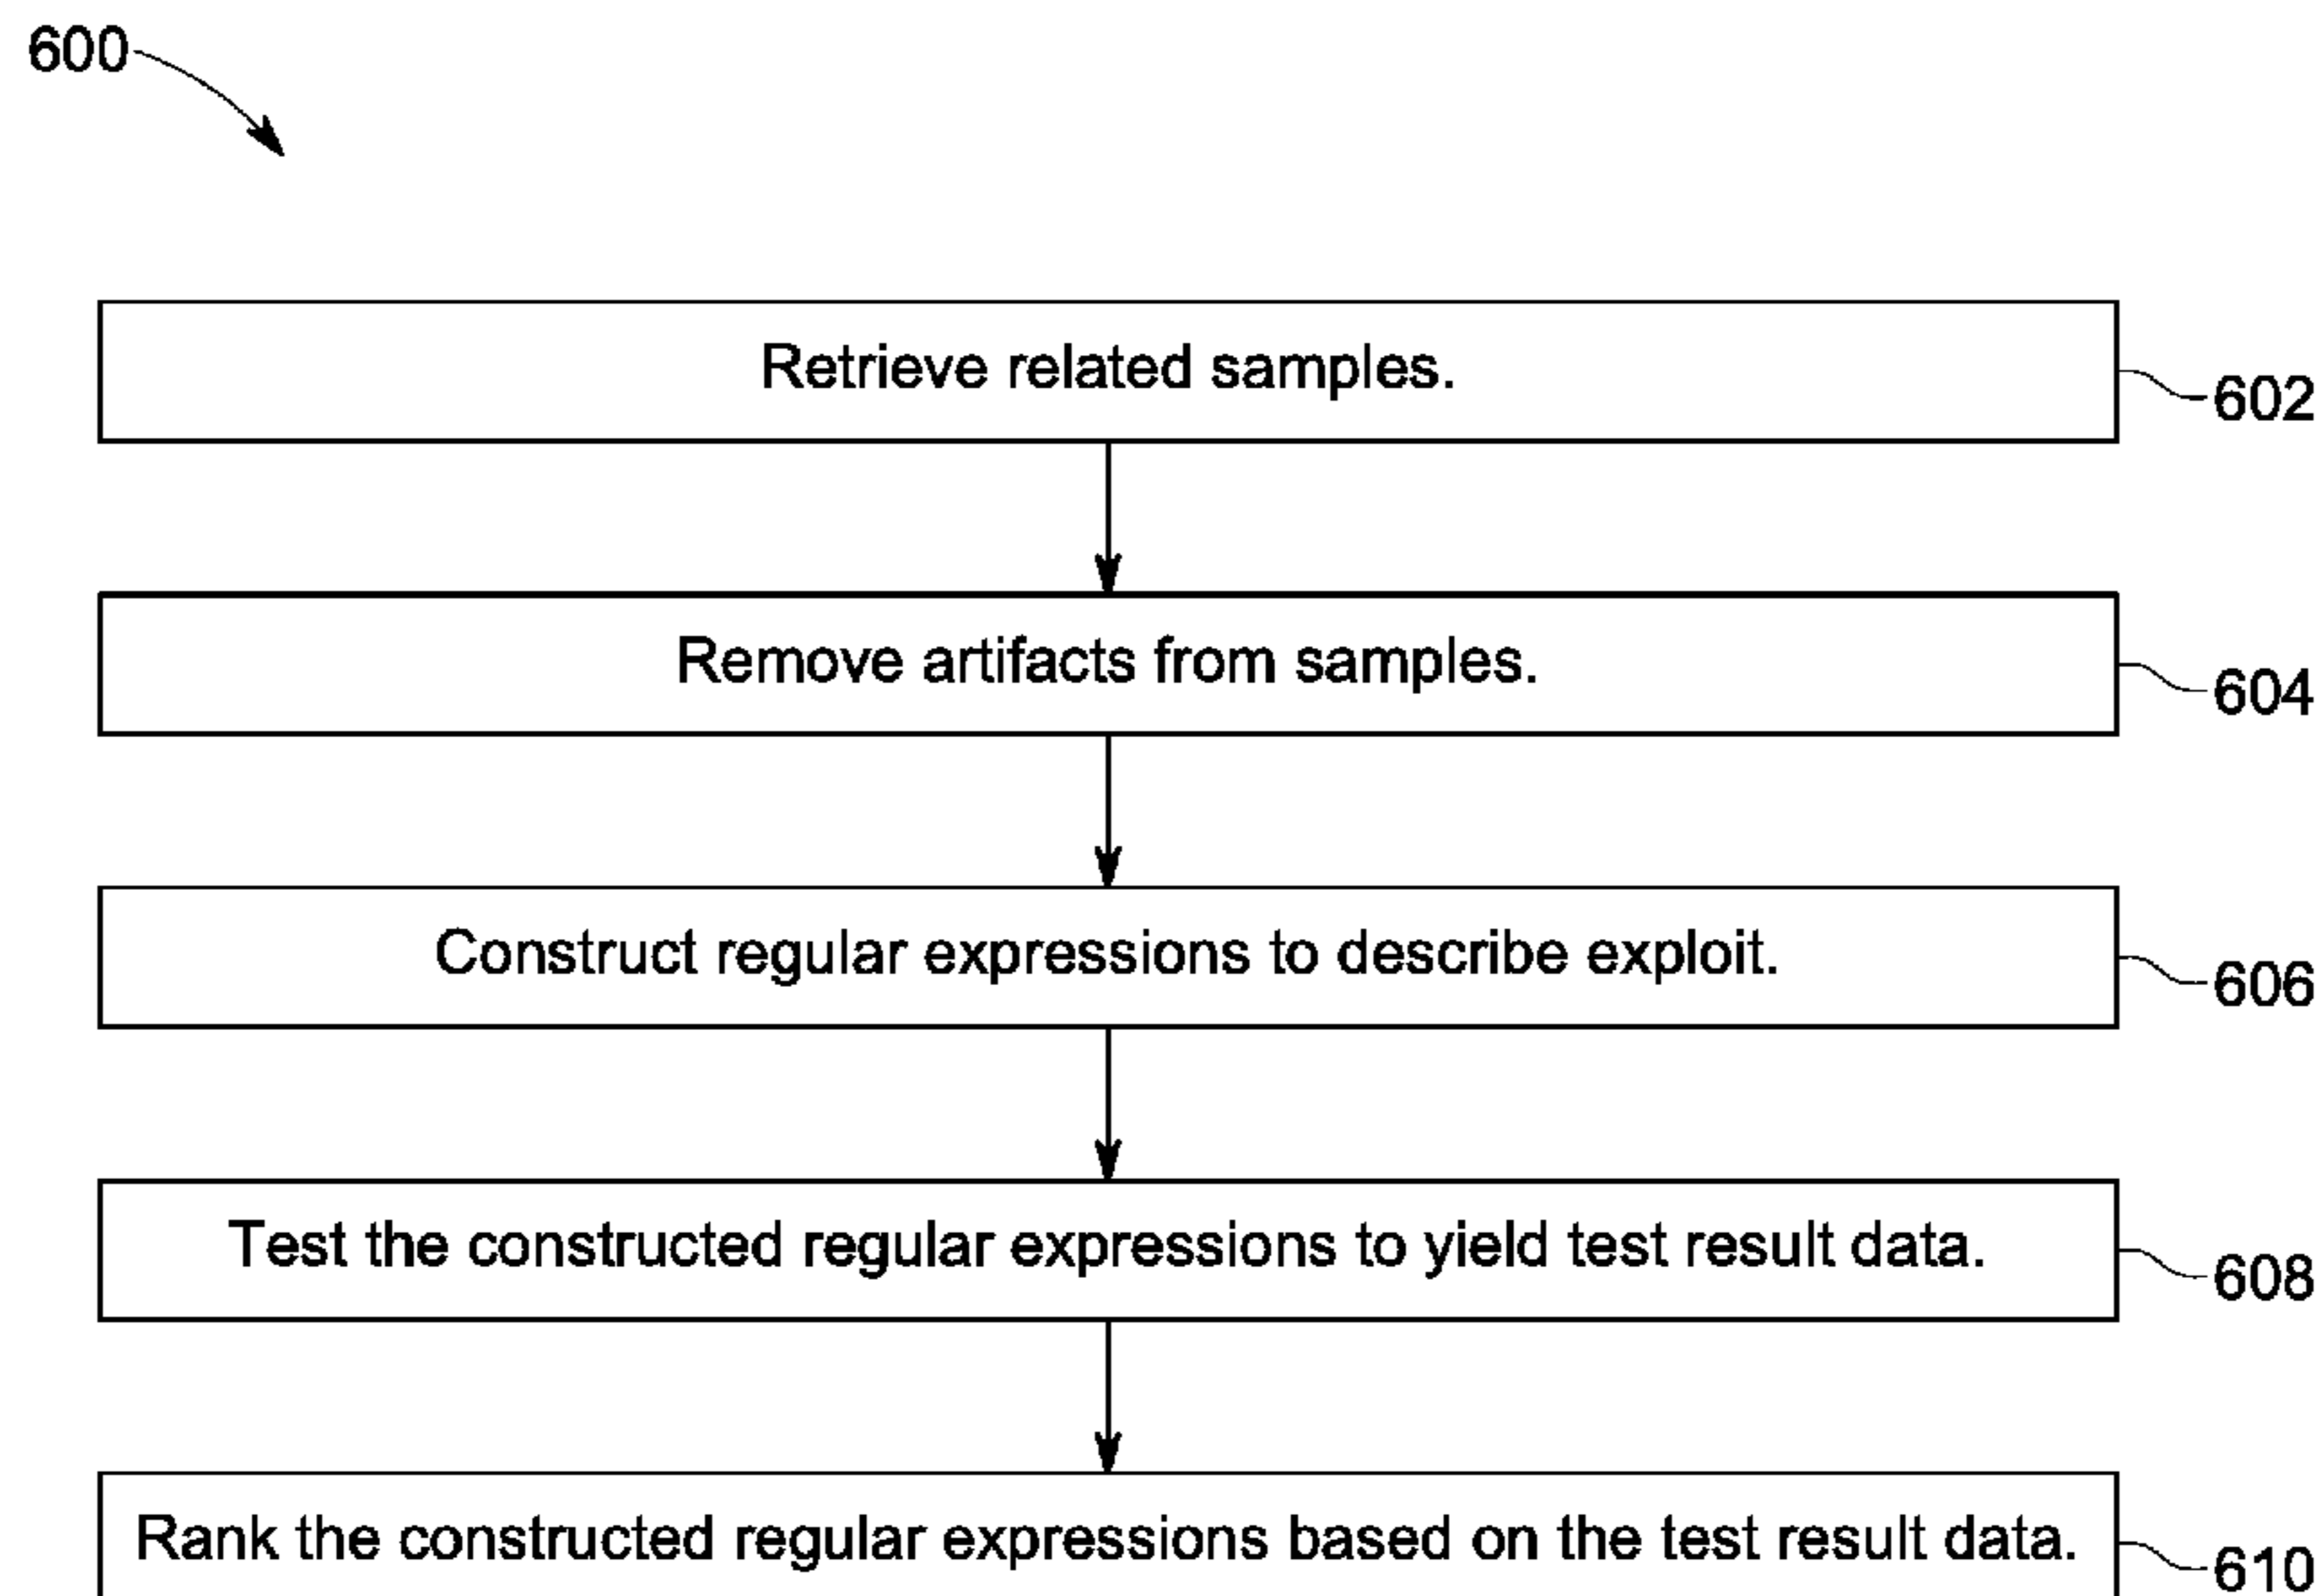 600
Retrieve related samples.
602
Remove artifacts from samples.
604
Construct regular expressions to describe exploit.
606
Test the constructed regular expressions to yield test result data.
608
Rank the constructed regular expressions based on the test result data.
610